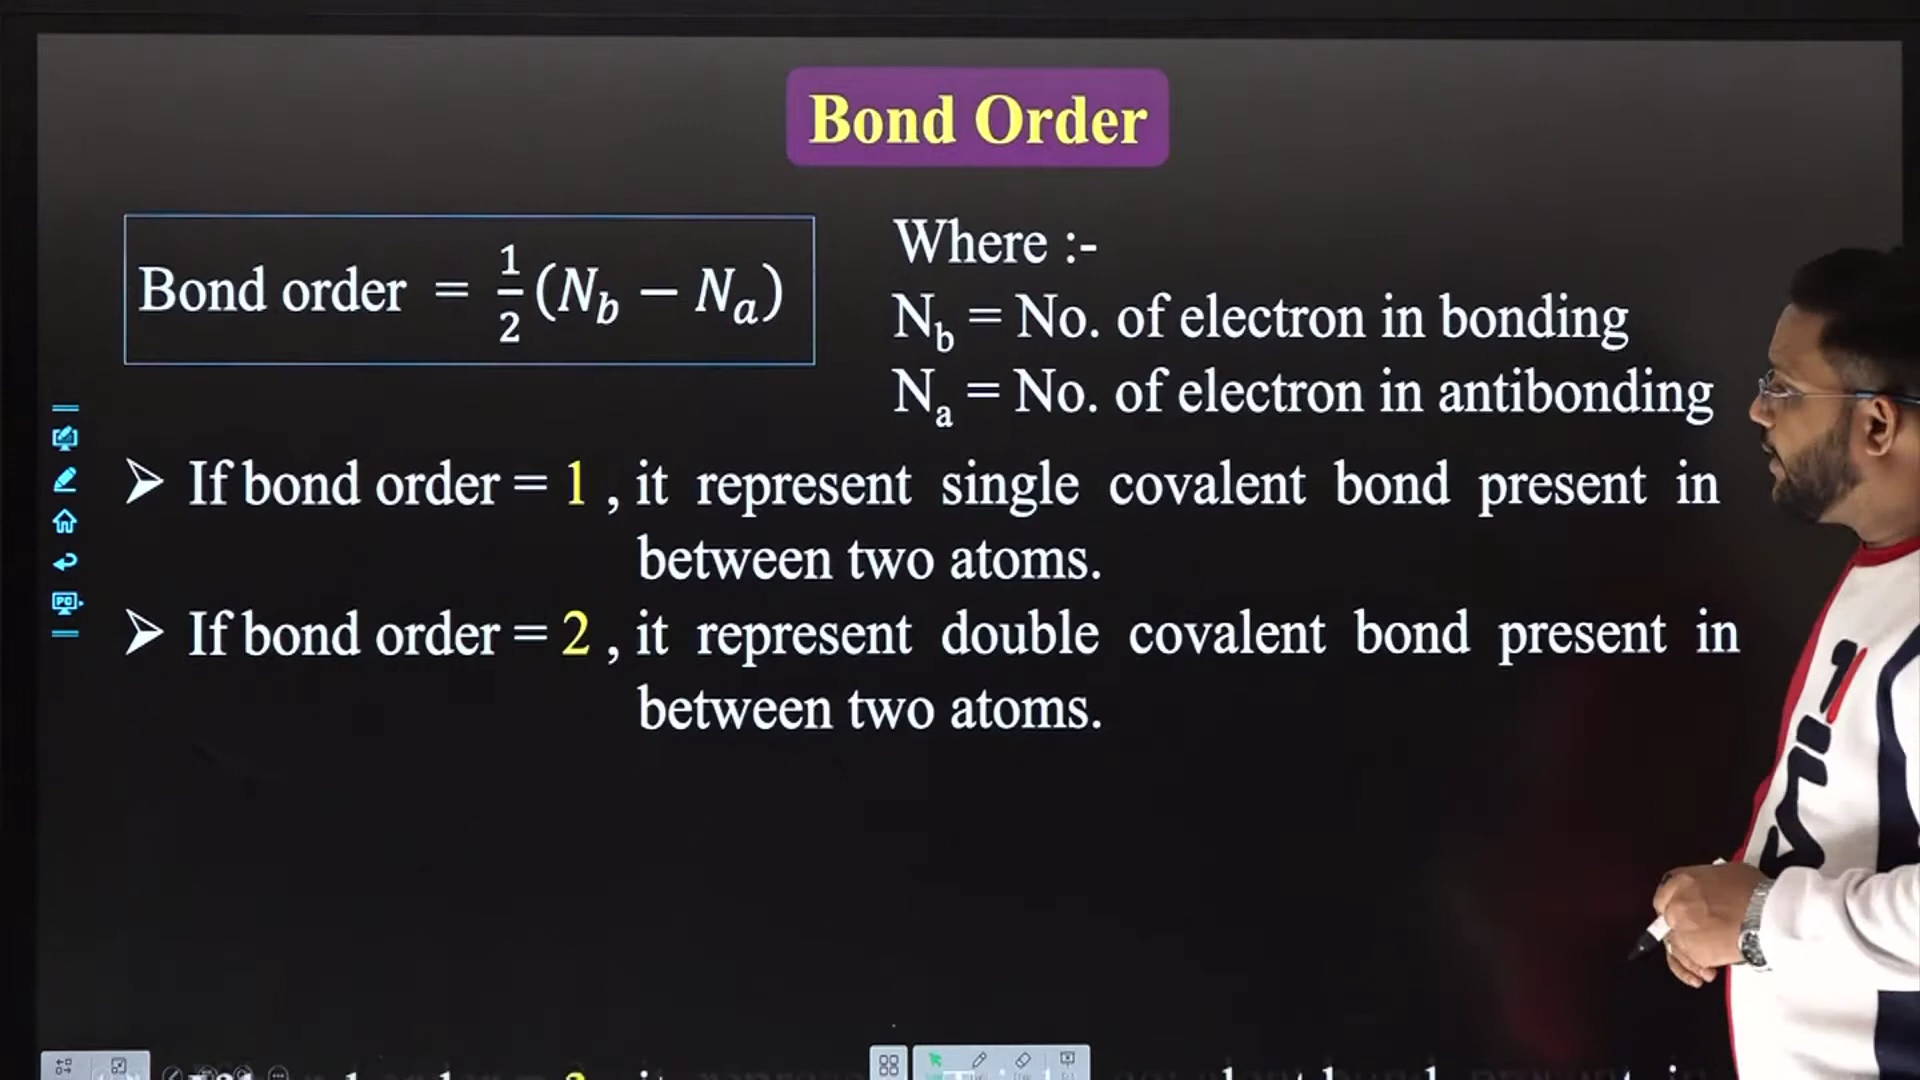 Bond Order
Bond order = 1/2 (N_b − N_a)
Where :-
N_b = No. of electron in bonding
N_a = No. of electron in antibonding
➢ If bond order = 1 , it represent single covalent bond present in
between two atoms.
➢ If bond order = 2 , it represent double covalent bond present in
between two atoms.